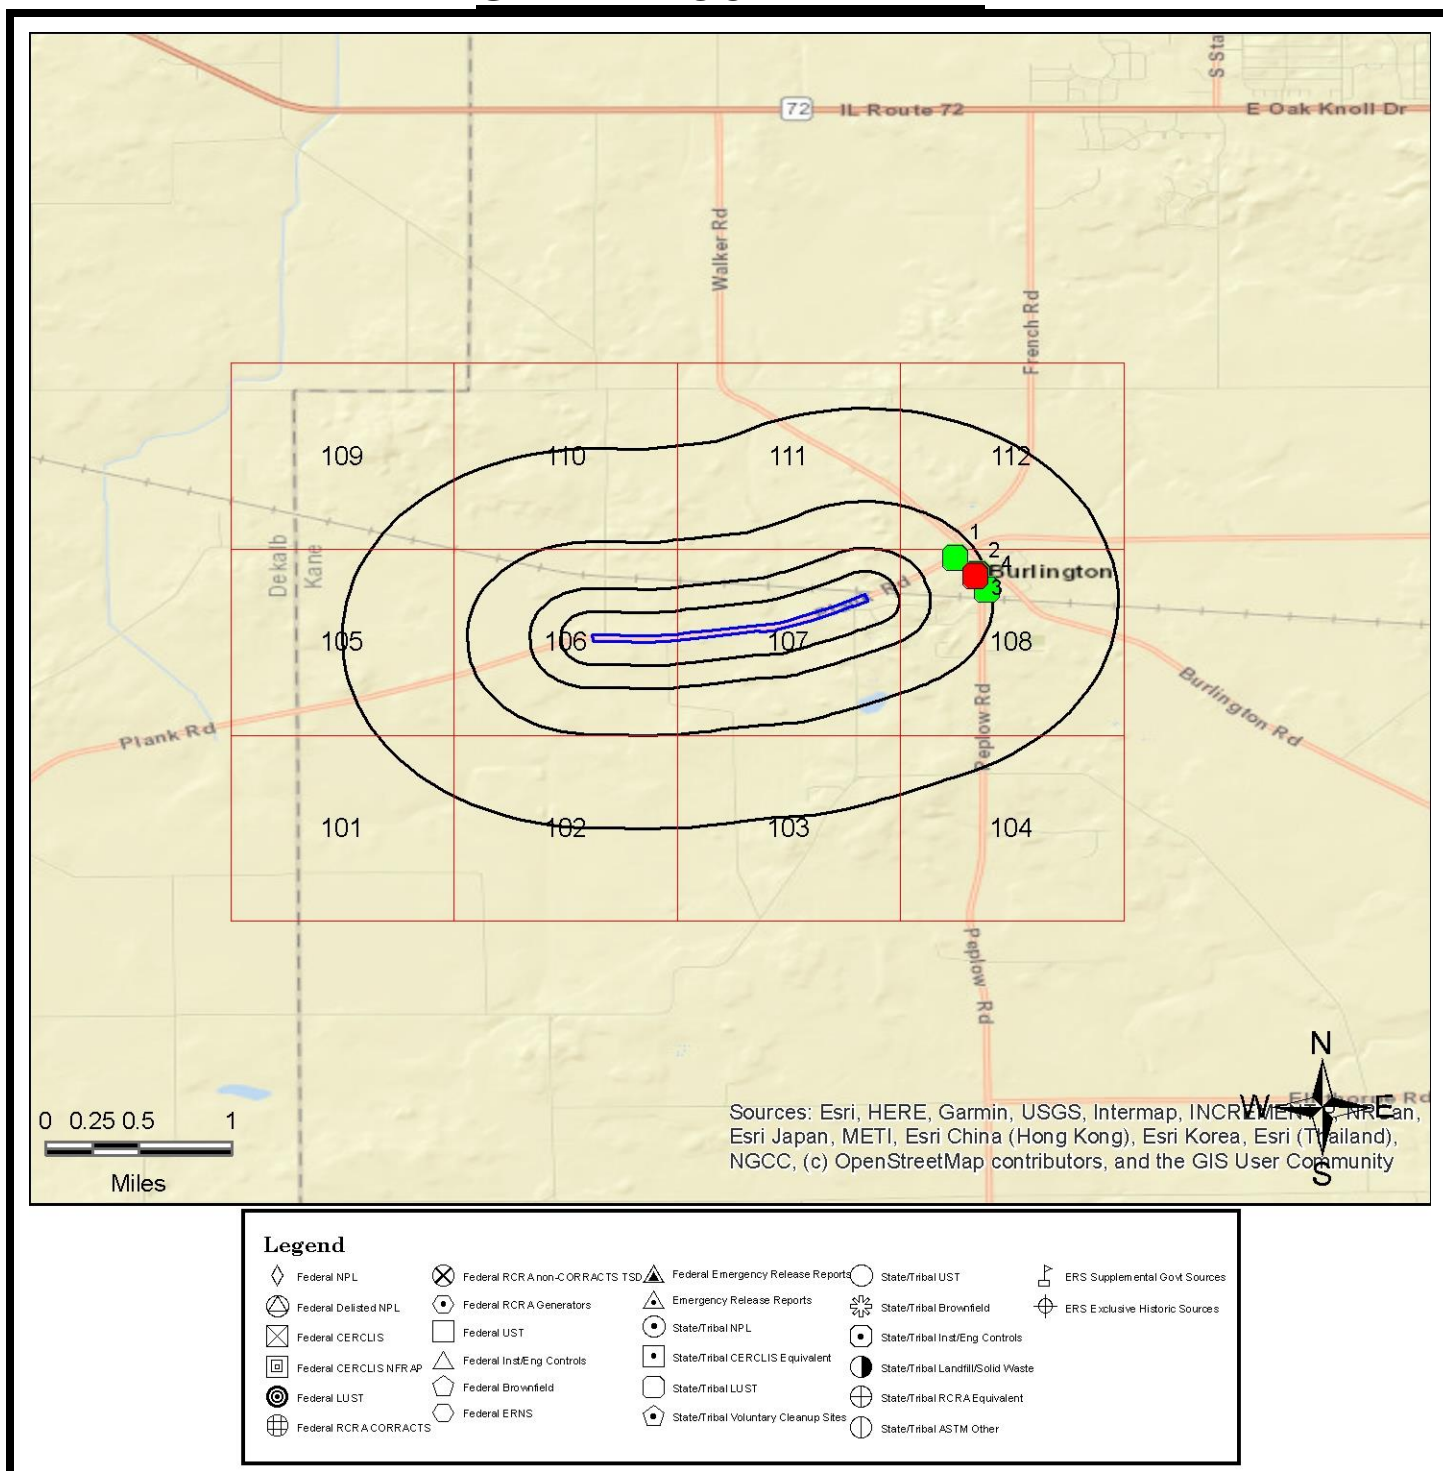 S Sta
72
IL Route 72
E Oak Knoll Dr
Walker Rd
French Rd
109
110
111
112
1
2
4
Burlington
3
Dekalb
Kane
Rd
105
106
107
108
Plank Rd
Peplow Rd
Burlington Rd
101
102
103
104
Peplow Rd
N
W
E
S
0 0.25 0.5 1
Miles
Sources: Esri, HERE, Garmin, USGS, Intermap,
Esri Japan, METI, Esri China (Hong Kong), Esri Korea, Esri (Thailand),
NGCC, (c) OpenStreetMap contributors, and the GIS User Community
Legend
Federal NPL
Federal Delisted NPL
Federal CERCLIS
Federal CERCLIS NFRAP
Federal LUST
Federal RCRA CORRACTS
Federal RCRA non-CORRACTS TSD
Federal RCRA Generators
Federal UST
Federal Inst/Eng Controls
Federal Brownfield
Federal ERNS
Federal Emergency Release Reports
Emergency Release Reports
State/Tribal NPL
State/Tribal CERCLIS Equivalent
State/Tribal LUST
State/Tribal Voluntary Cleanup Sites
State/Tribal UST
State/Tribal Brownfield
State/Tribal Inst/Eng Controls
State/Tribal Landfill/Solid Waste
State/Tribal RCRA Equivalent
State/Tribal ASTM Other
ERS Supplemental Govt Sources
ERS Exclusive Historic Sources